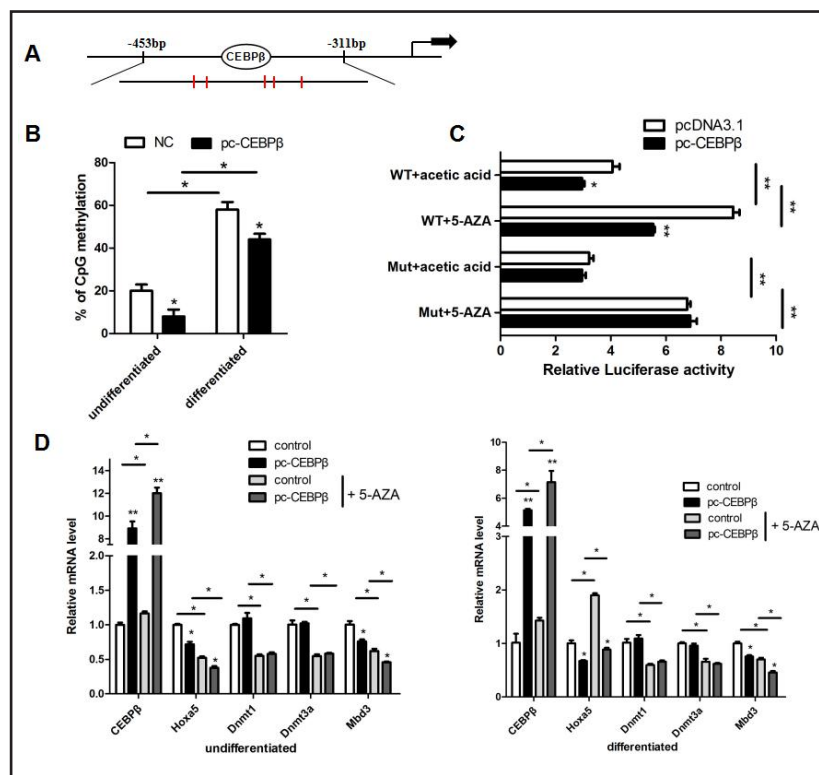 A
-453bp
CEBPβ
-311bp
B
NC
pc-CEBPβ
% of CpG methylation
80
60
40
20
0
*
*
*
*
undifferentiated
differentiated
C
pcDNA3.1
pc-CEBPβ
WT+acetic acid
WT+5-AZA
Mut+acetic acid
Mut+5-AZA
*
**
**
**
**
**
0 2 4 6 8 10
Relative Luciferase activity
D
Relative mRNA level
14
12
10
8
2.0
1.5
1.0
0.5
0.0
control
pc-CEBPβ
control
pc-CEBPβ
+ 5-AZA
*
*
**
**
*
*
*
*
*
*
*
*
*
*
*
*
CEBPβ
Hoxa5
Dnmt1
Dnmt3a
Mbd3
undifferentiated
Relative mRNA level
10
8
6
4
2
1
0
control
pc-CEBPβ
control
pc-CEBPβ
+ 5-AZA
*
*
**
**
*
*
*
*
*
*
*
*
*
*
*
*
CEBPβ
Hoxa5
Dnmt1
Dnmt3a
Mbd3
differentiated